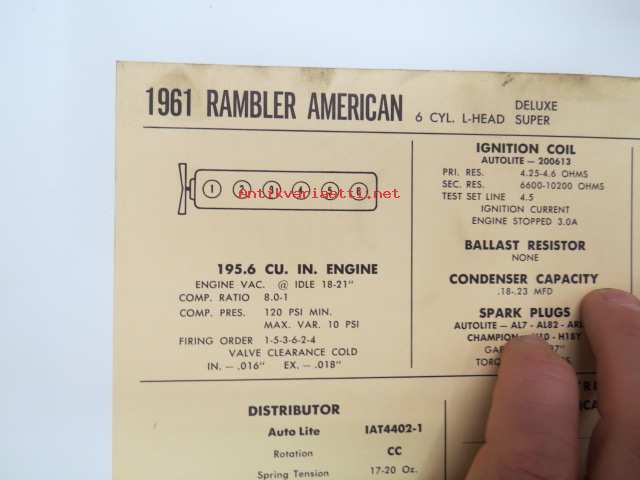 1961 RAMBLER AMERICAN 6 CYL. L-HEAD DELUXE SUPER
1 2 3 4 5 6
antikvariaatti.net
195.6 CU. IN. ENGINE
ENGINE VAC. @ IDLE 18-21"
COMP. RATIO 8.0-1
COMP. PRES. 120 PSI MIN.
MAX. VAR. 10 PSI
FIRING ORDER 1-5-3-6-2-4
VALVE CLEARANCE COLD
IN. – .016" EX. – .018"
IGNITION COIL
AUTOLITE — 200613
PRI. RES. 4.25-4.6 OHMS
SEC. RES. 6600-10200 OHMS
TEST SET LINE 4.5
IGNITION CURRENT
ENGINE STOPPED 3.0A
BALLAST RESISTOR
NONE
CONDENSER CAPACITY
.18-.23 MFD
SPARK PLUGS
AUTOLITE — AL7 - AL82
CHAMPION H18Y
DISTRIBUTOR
Auto Lite IAT4402-1
Rotation CC
Spring Tension 17-20 Oz.